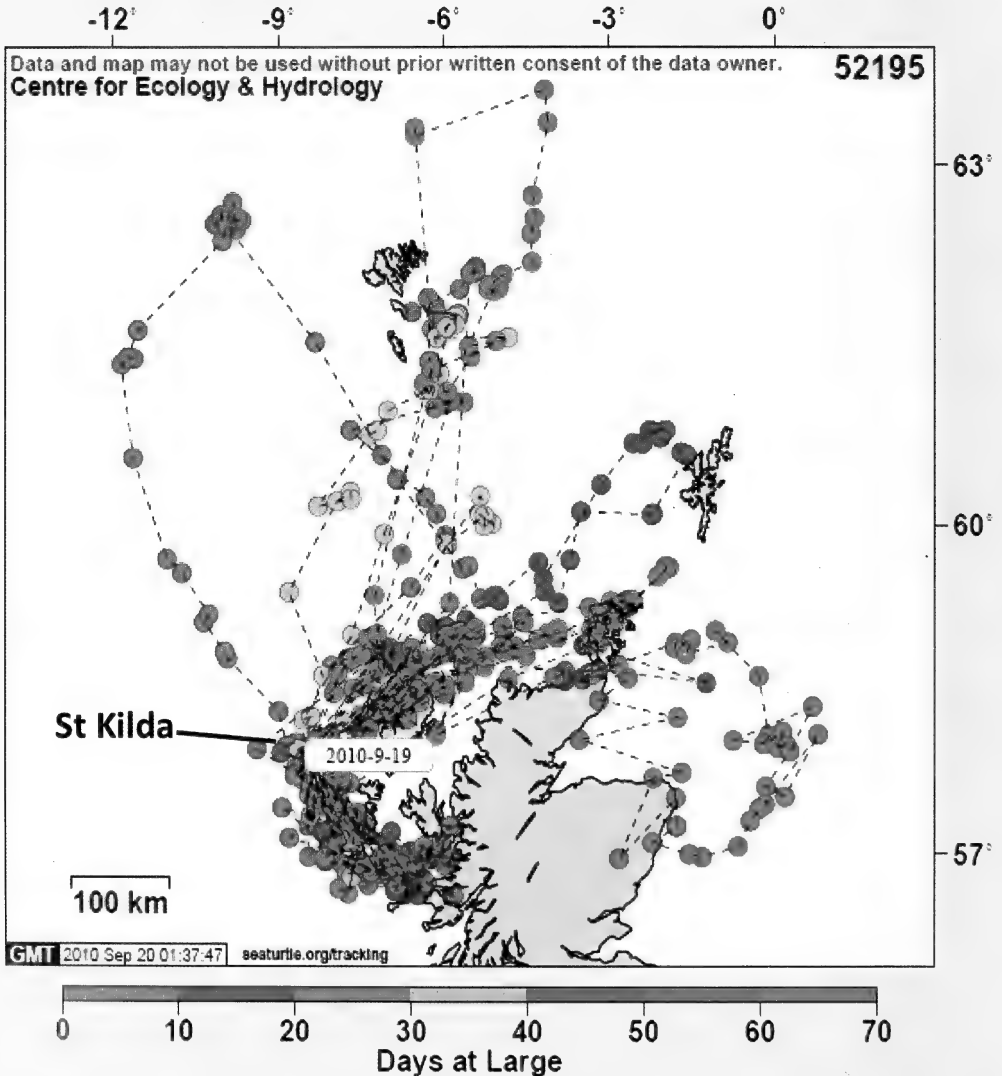 -12° -9° -6° -3° 0°
Data and map may not be used without prior written consent of the data owner. 52195
Centre for Ecology & Hydrology
63°
60°
St Kilda
2010-9-19
57°
100 km
GMT 2010 Sep 20 01:37:47 seaturtle.org/tracking
0 10 20 30 40 50 60 70
Days at Large